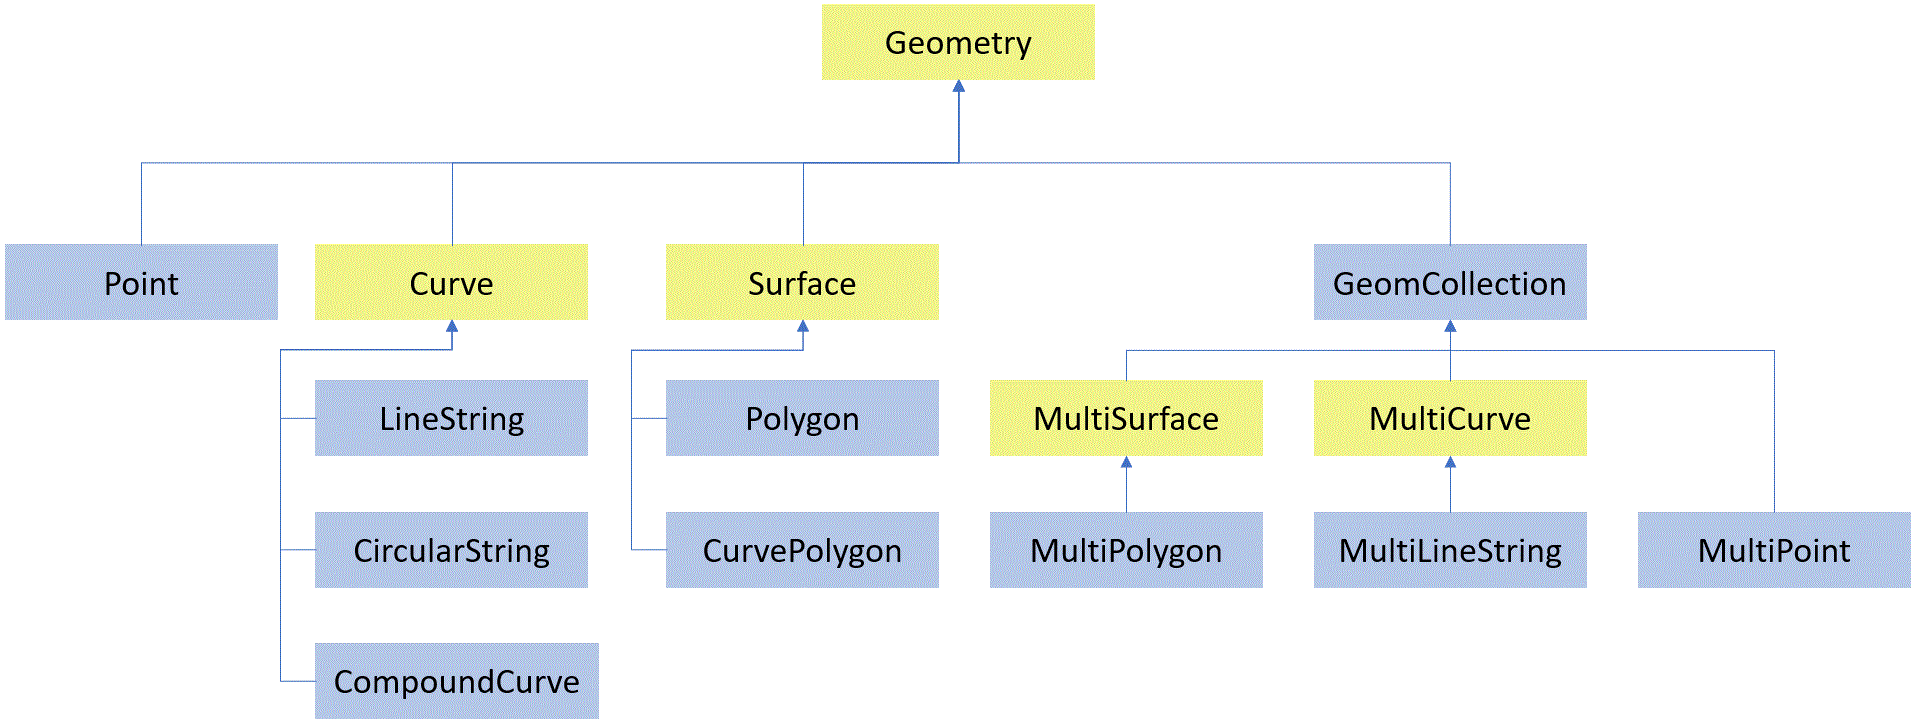 Geometry
Point
Curve
Surface
GeomCollection
LineString
Polygon
MultiSurface
MultiCurve
CircularString
CurvePolygon
MultiPolygon
MultiLineString
MultiPoint
CompoundCurve